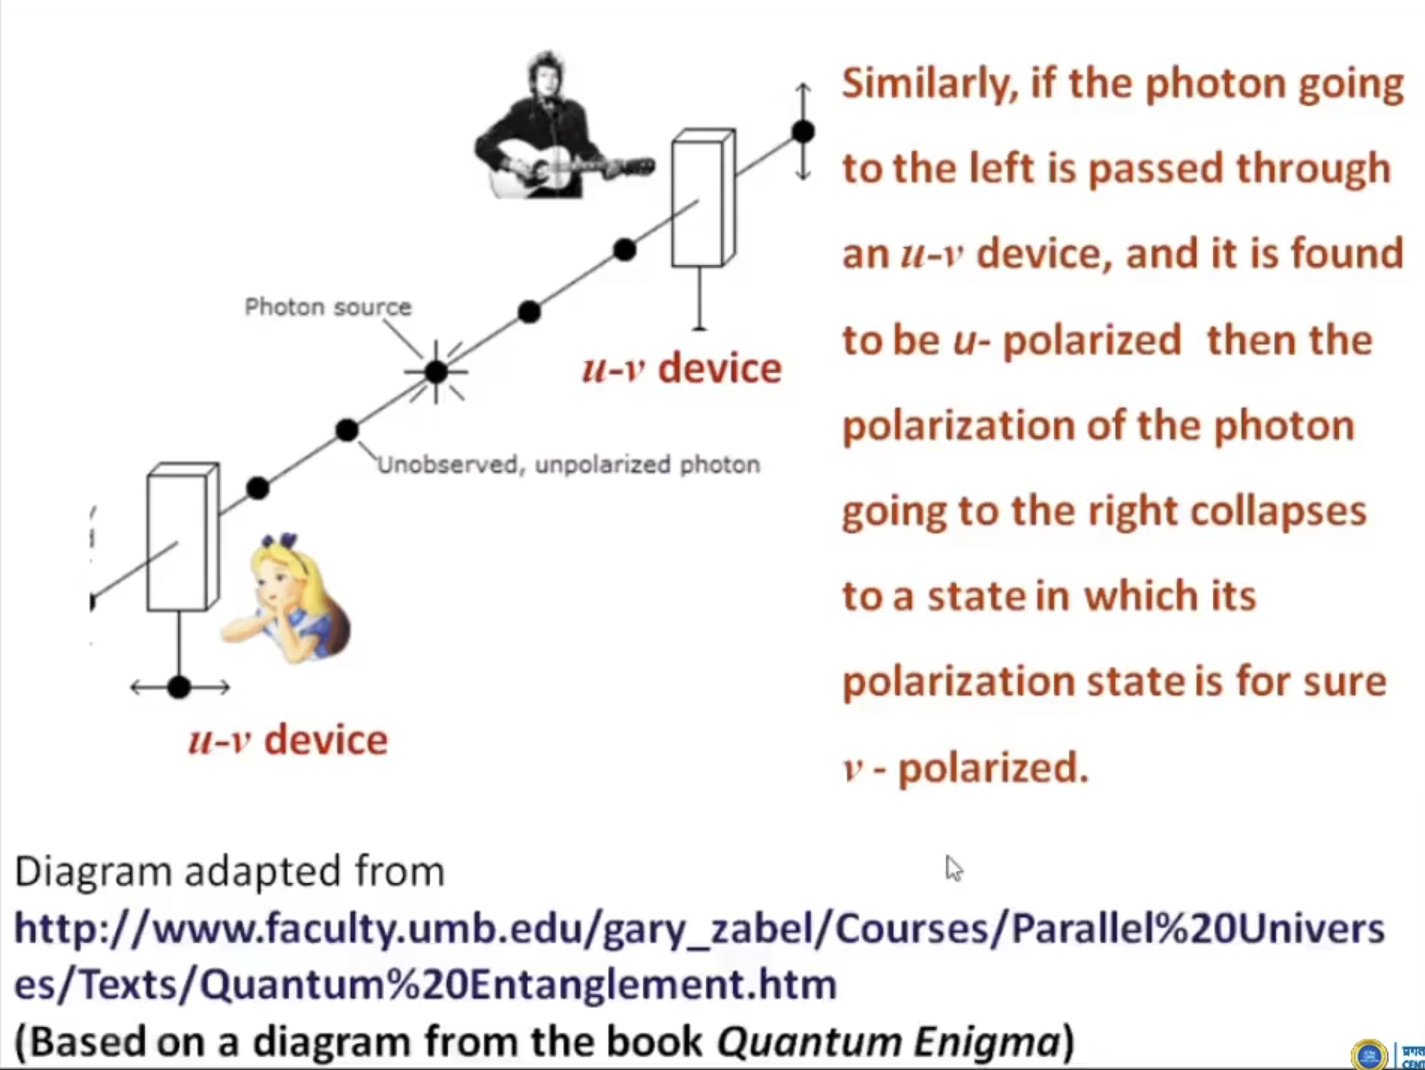 Similarly, if the photon going
to the left is passed through
an u-v device, and it is found
to be u- polarized then the
polarization of the photon
going to the right collapses
to a state in which its
polarization state is for sure
v - polarized.
Photon source
u-v device
Unobserved, unpolarized photon
u-v device
Diagram adapted from
http://www.faculty.umb.edu/gary_zabel/Courses/Parallel%20Univers
es/Texts/Quantum%20Entanglement.htm
(Based on a diagram from the book Quantum Enigma)